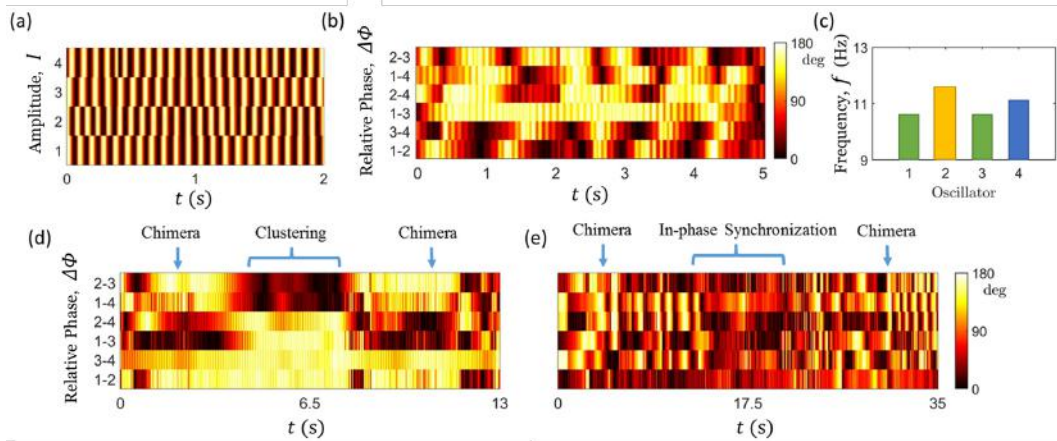 (a)
Amplitude, I
4
3
2
1
0 1 2
t (s)
(b)
Relative Phase, ΔΦ
2-3
1-4
2-4
1-3
3-4
1-2
0 1 2 3 4 5
t (s)
180
deg
90
0
(c)
Frequency, f (Hz)
13
11
9
1 2 3 4
Oscillator
(d)
Chimera Clustering Chimera
Relative Phase, ΔΦ
2-3
1-4
2-4
1-3
3-4
1-2
0 6.5 13
t (s)
(e)
Chimera In-phase Synchronization Chimera
0 17.5 35
t (s)
180
deg
90
0